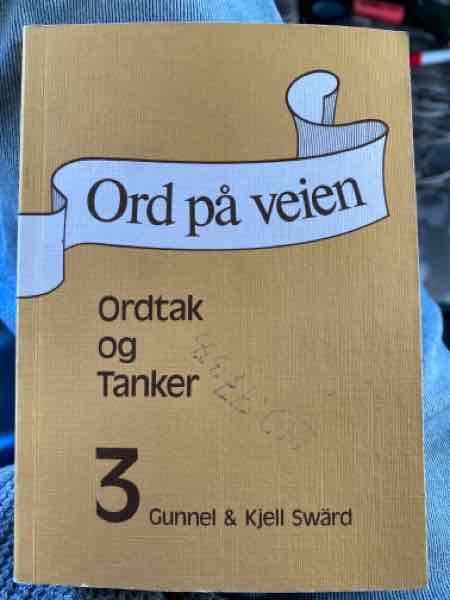 Ord på veien
Ordtak
og
Tanker
3
Gunnel & Kjell Swärd